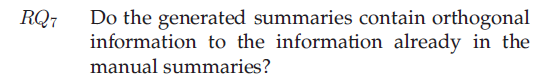 RQ7 Do the generated summaries contain orthogonal
information to the information already in the
manual summaries?